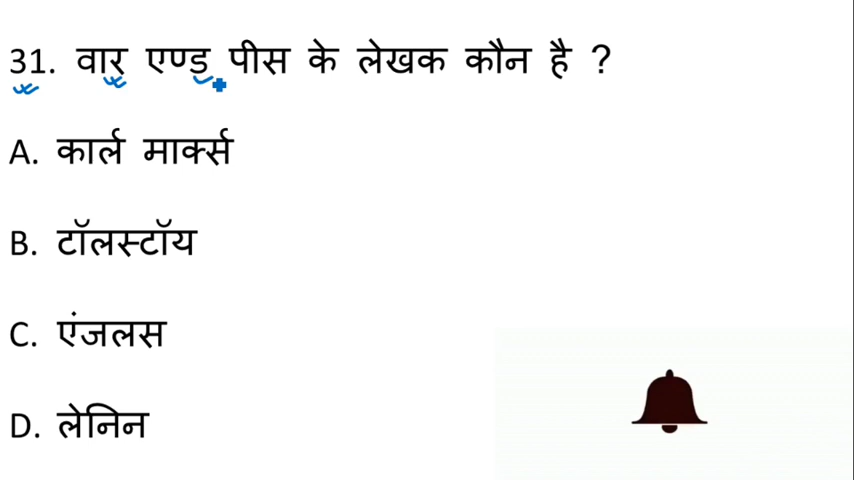 31. वार एण्ड पीस के लेखक कौन है ?
A. कार्ल मार्क्स
B. टॉलस्टॉय
C. एंजलस
D. लेनिन